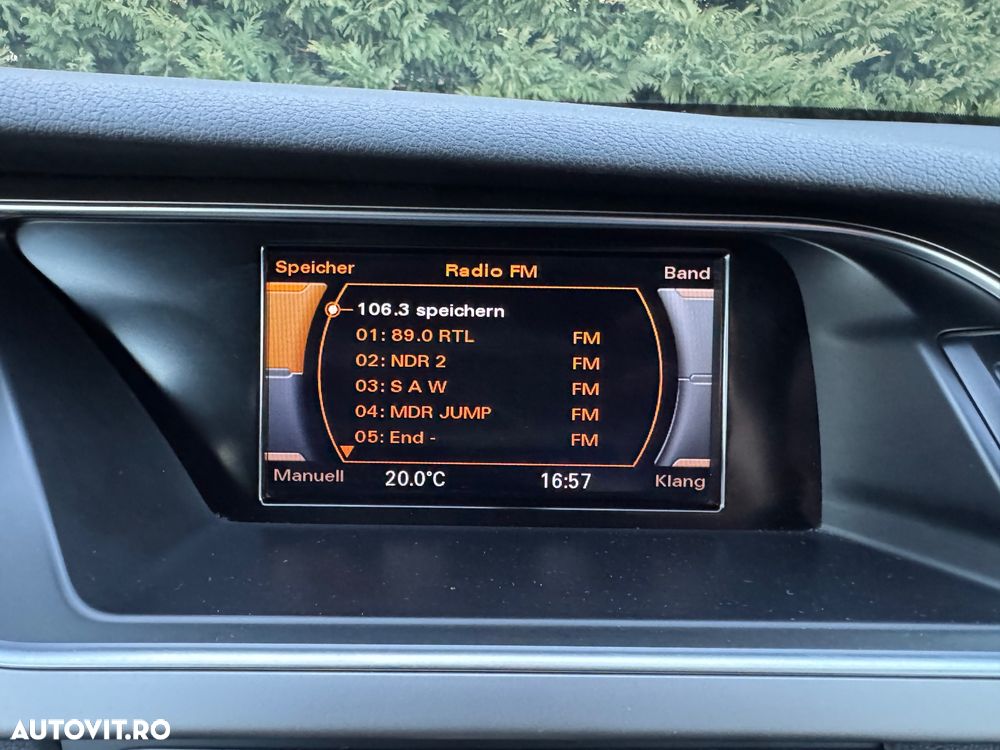 Speicher Radio FM Band
106.3 speichern
01: 89.0 RTL FM
02: NDR 2 FM
03: S A W FM
04: MDR JUMP FM
05: End - FM
Manuell 20.0°C 16:57 Klang
AUTOVIT.RO